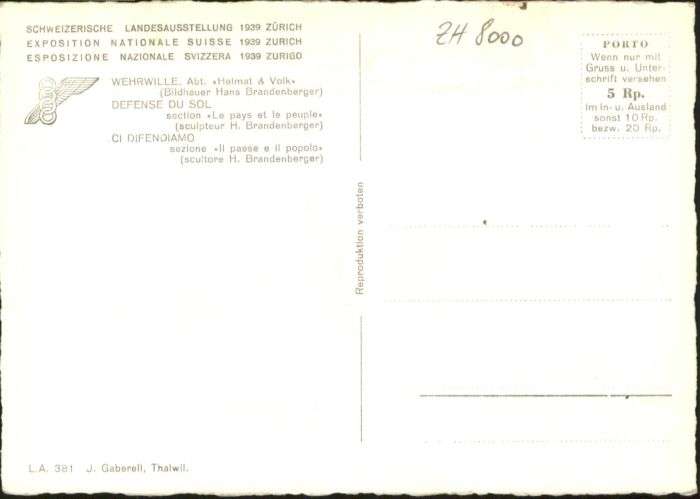 SCHWEIZERISCHE LANDESAUSSTELLUNG 1939 ZÜRICH
EXPOSITION NATIONALE SUISSE 1939 ZURICH
ESPOSIZIONE NAZIONALE SVIZZERA 1939 ZURIGO
WEHRWILLE. Abt. «Heimat & Volk»
(Bildhauer Hans Brandenberger)
DEFENSE DU SOL
section «Le pays et le peuple»
(sculpteur H. Brandenberger)
CI DIFENDIAMO
sezione «Il paese e il popolo»
(scultore H. Brandenberger)
L.A. 381 J. Gaberell, Thalwil.
Reproduktion verboten
ZH 8000
PORTO
Wenn nur mit
Gruss u. Unter-
schrift versehen
5 Rp.
im In- u. Ausland
sonst 10 Rp.
bezw. 20 Rp.